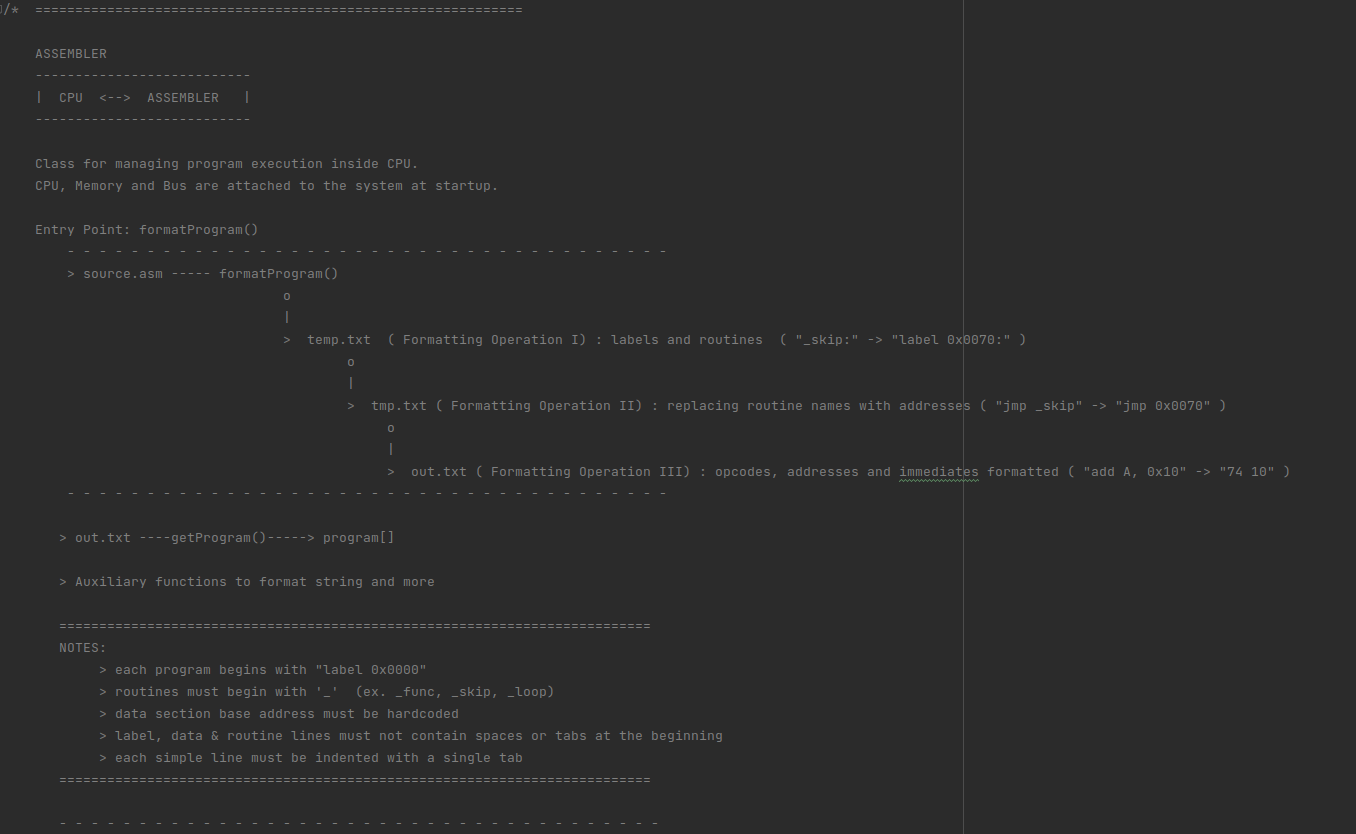 /*  =============================================================
ASSEMBLER
---------------------------
|  CPU  <-->  ASSEMBLER   |
---------------------------
Class for managing program execution inside CPU.
CPU, Memory and Bus are attached to the system at startup.
Entry Point: formatProgram()
- - - - - - - - - - - - - - - - - - - - - - - - - - - - - - - - - - - - - -
> source.asm ----- formatProgram()
o
|
>  temp.txt  ( Formatting Operation I) : labels and routines  ( "_skip:" -> "label 0x0070:" )
o
|
>  tmp.txt ( Formatting Operation II) : replacing routine names with addresses ( "jmp _skip" -> "jmp 0x0070" )
o
|
>  out.txt ( Formatting Operation III) : opcodes, addresses and immediates formatted ( "add A, 0x10" -> "74 10" )
- - - - - - - - - - - - - - - - - - - - - - - - - - - - - - - - - - - - - -
> out.txt ----getProgram()-----> program[]
> Auxiliary functions to format string and more
==========================================================================
NOTES:
> each program begins with "label 0x0000"
> routines must begin with '_'  (ex. _func, _skip, _loop)
> data section base address must be hardcoded
> label, data & routine lines must not contain spaces or tabs at the beginning
> each simple line must be indented with a single tab
==========================================================================
- - - - - - - - - - - - - - - - - - - - - - - - - - - - - - - - - - - - - -